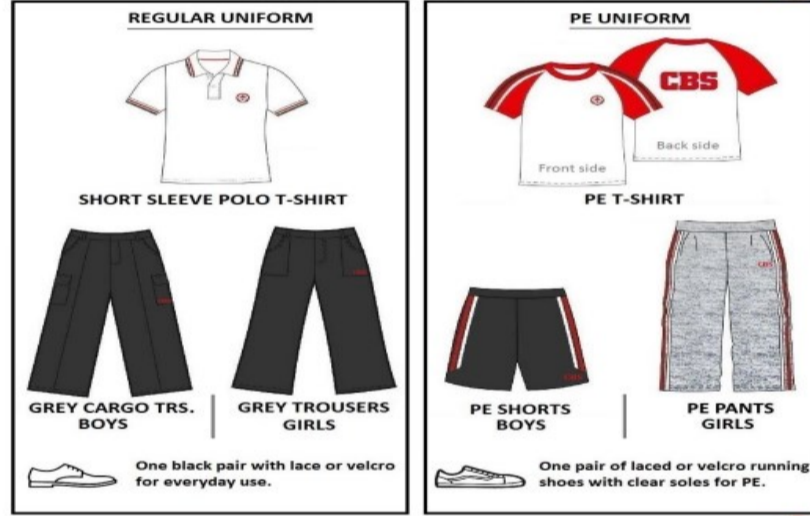 REGULAR UNIFORM
SHORT SLEEVE POLO T-SHIRT
GREY CARGO TRS.
BOYS
GREY TROUSERS
GIRLS
One black pair with lace or velcro
for everyday use.
PE UNIFORM
CBS
Back side
Front side
PE T-SHIRT
CBS
CBS
PE SHORTS
BOYS
PE PANTS
GIRLS
One pair of laced or velcro running
shoes with clear soles for PE.